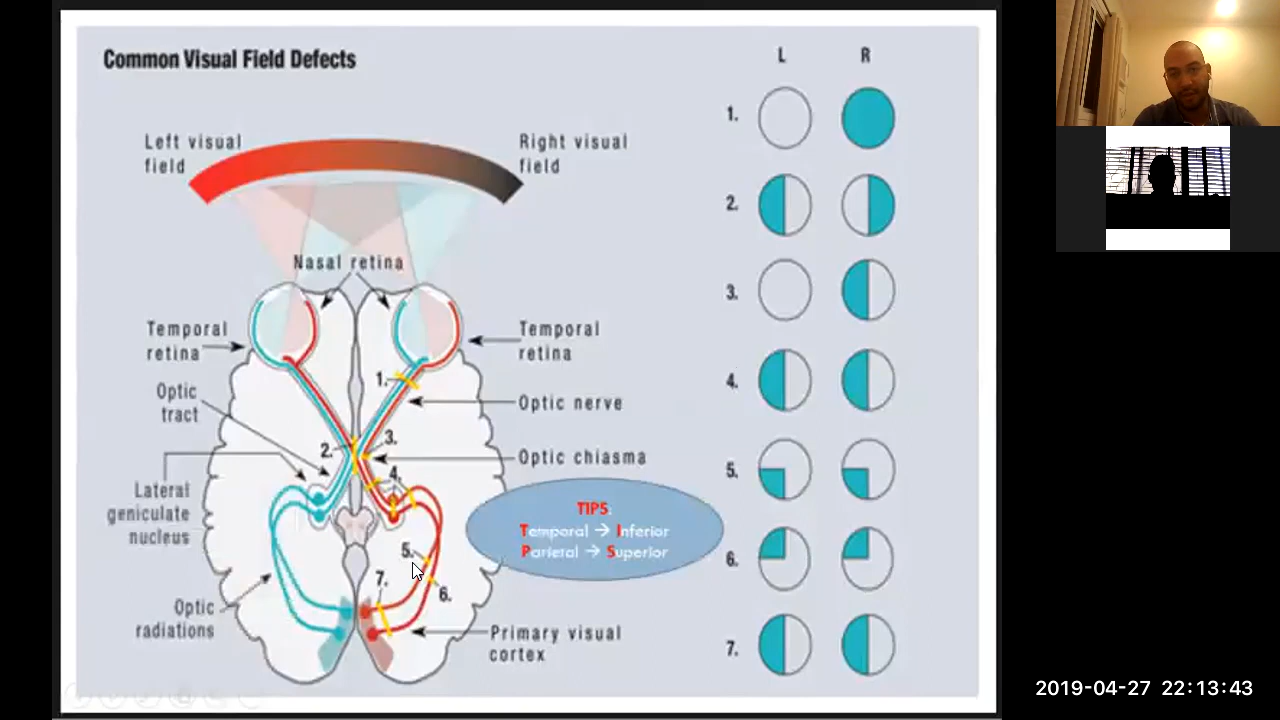 Common Visual Field Defects
L R
Left visual
field
Right visual
field
Nasal retina
Temporal
retina
Temporal
retina
Optic
tract
Optic nerve
Optic chiasma
Lateral
geniculate
nucleus
Optic
radiations
Primary visual
cortex
1.
2.
3.
4.
5.
6.
7.
TIPS:
Temporal → Inferior
Parietal → Superior
1.
2.
3.
4.
5.
6.
7.
2019-04-27 22:13:43